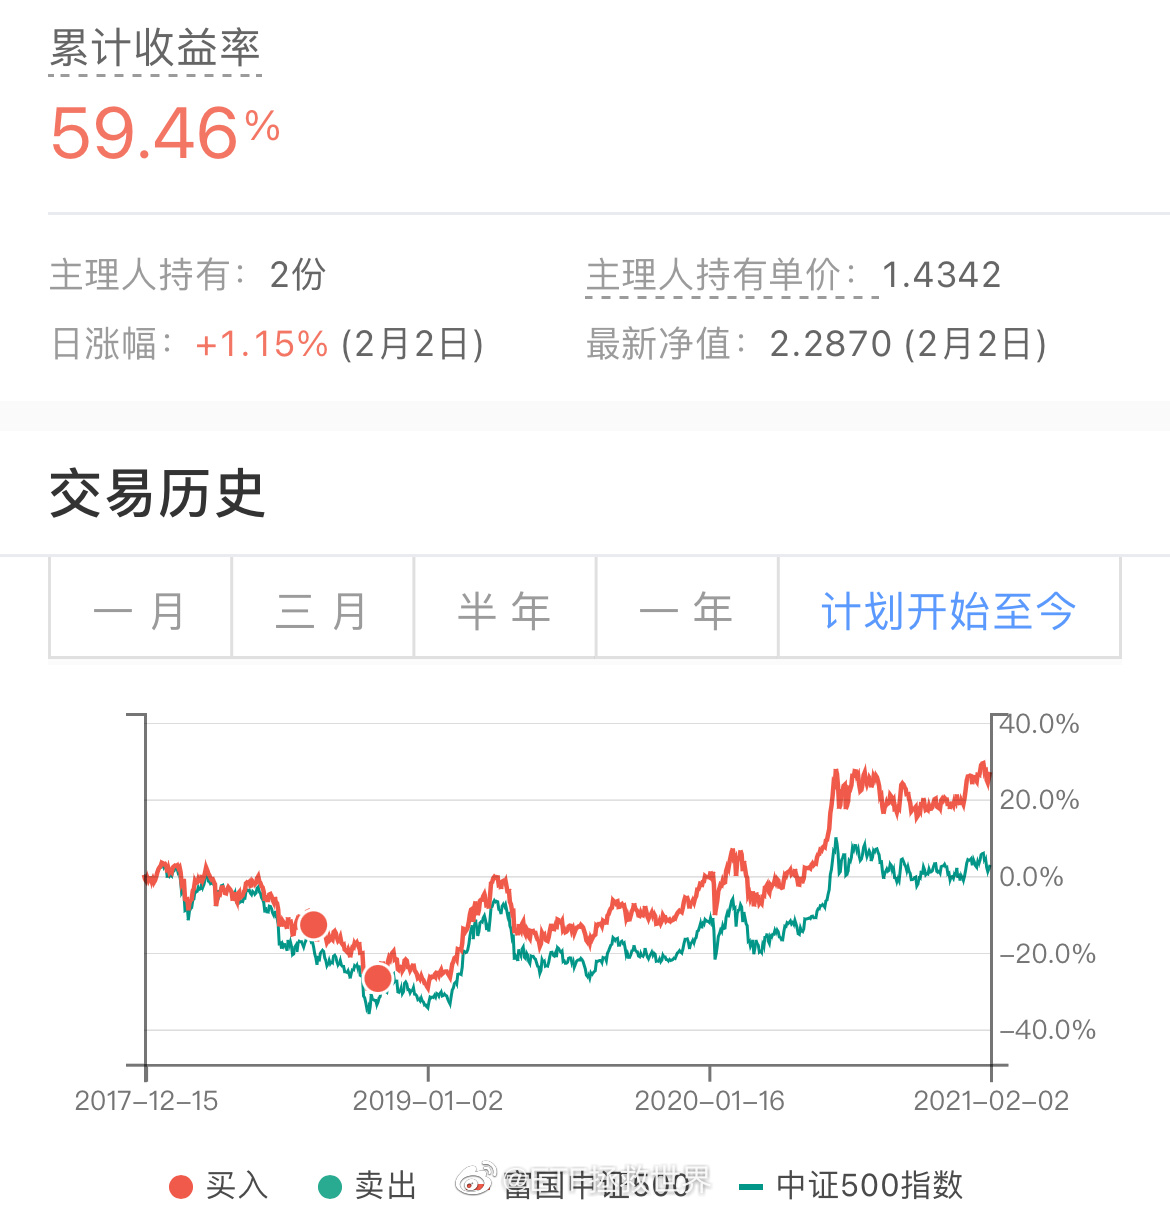 累计收益率
59.46%
主理人持有： 2份 主理人持有单价： 1.4342
日涨幅： +1.15% (2月2日) 最新净值： 2.2870 (2月2日)
交易历史
一月 三月 半年 一年 计划开始至今
40.0%
20.0%
0.0%
-20.0%
-40.0%
2017-12-15 2019-01-02 2020-01-16 2021-02-02
买入 卖出 富国中证500 中证500指数
@ETF拯救世界